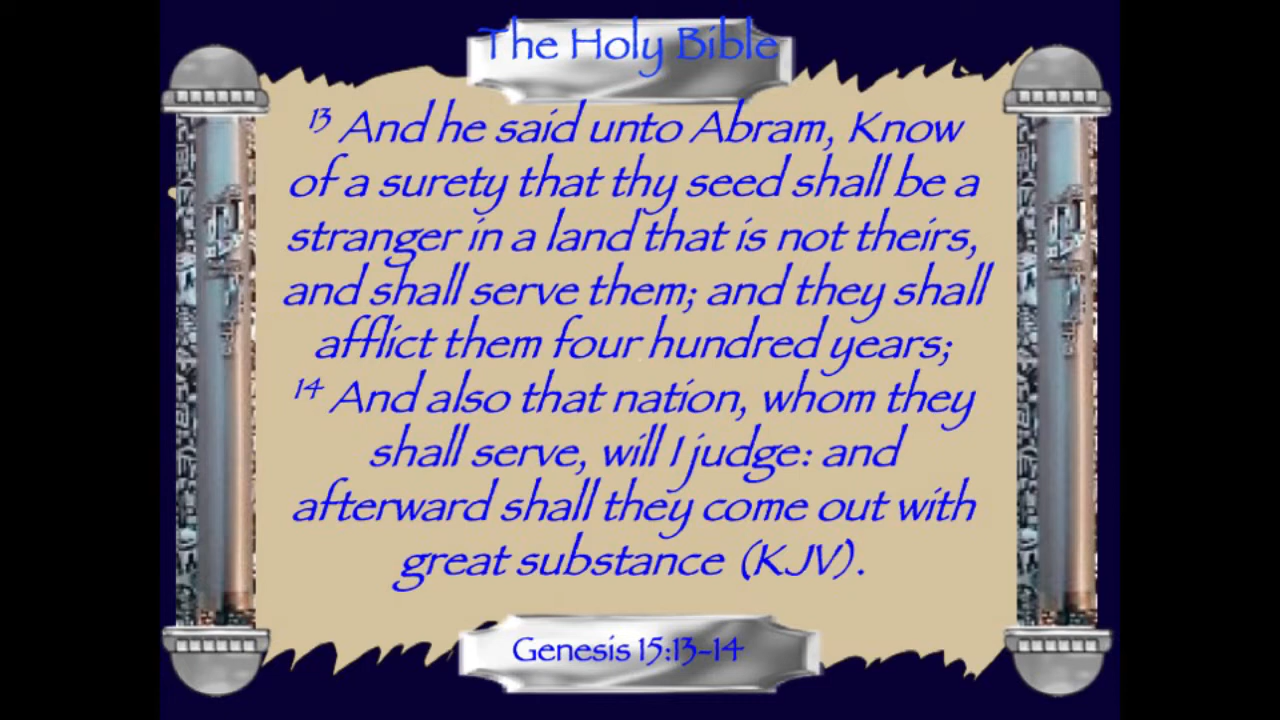 The Holy Bible
13 And he said unto Abram, Know
of a surety that thy seed shall be a
stranger in a land that is not theirs,
and shall serve them; and they shall
afflict them four hundred years;
14 And also that nation, whom they
shall serve, will I judge: and
afterward shall they come out with
great substance (KJV).
Genesis 15:13-14